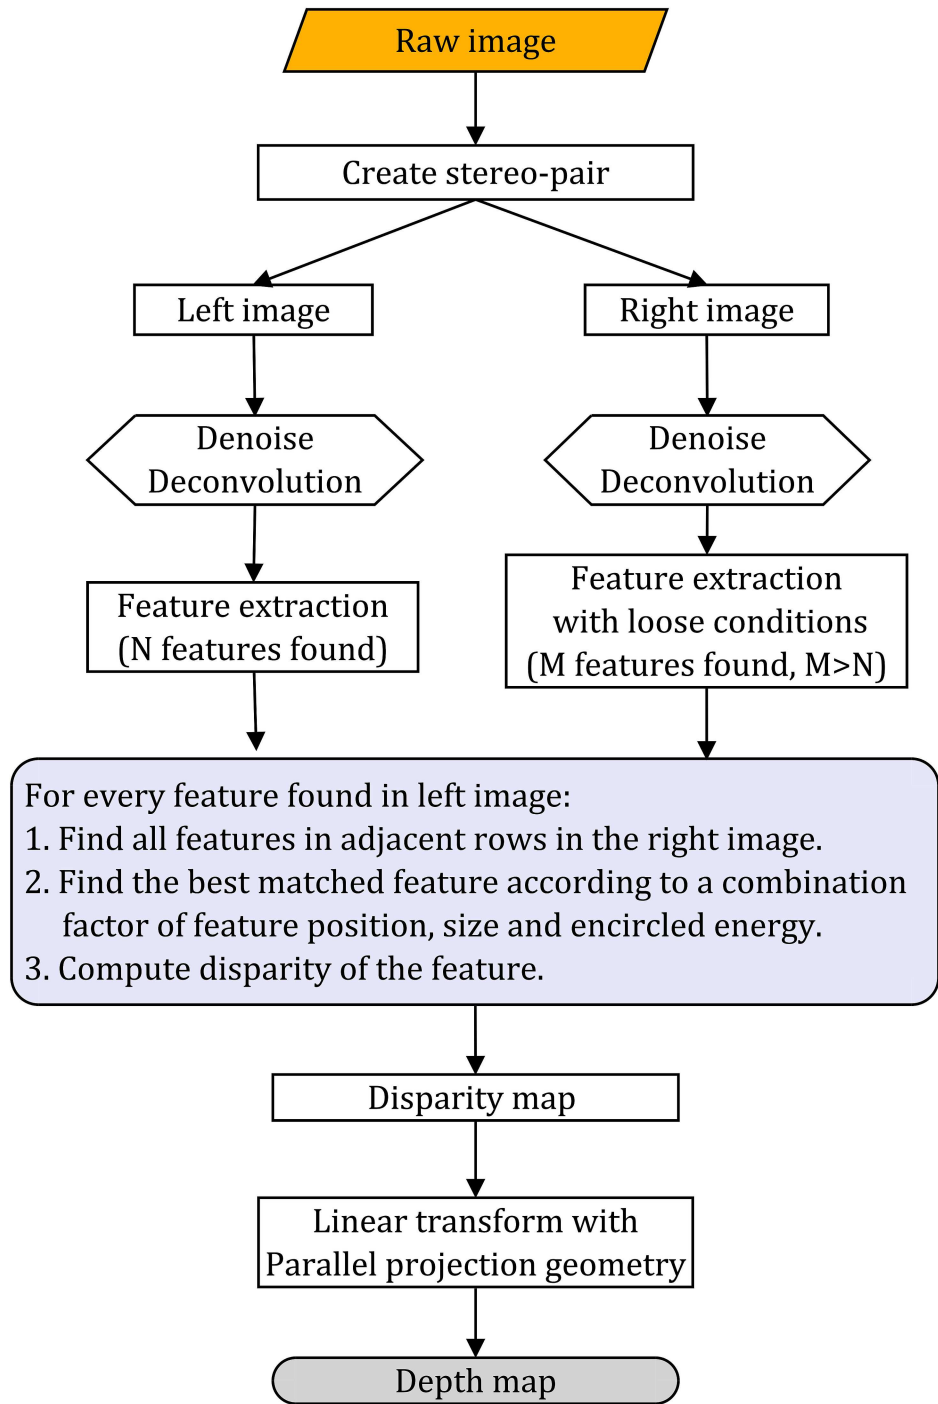 Raw image
Create stereo-pair
Left image
Right image
Denoise
Deconvolution
Denoise
Deconvolution
Feature extraction
(N features found)
Feature extraction
with loose conditions
(M features found, M>N)
For every feature found in left image:
1. Find all features in adjacent rows in the right image.
2. Find the best matched feature according to a combination
factor of feature position, size and encircled energy.
3. Compute disparity of the feature.
Disparity map
Linear transform with
Parallel projection geometry
Depth map